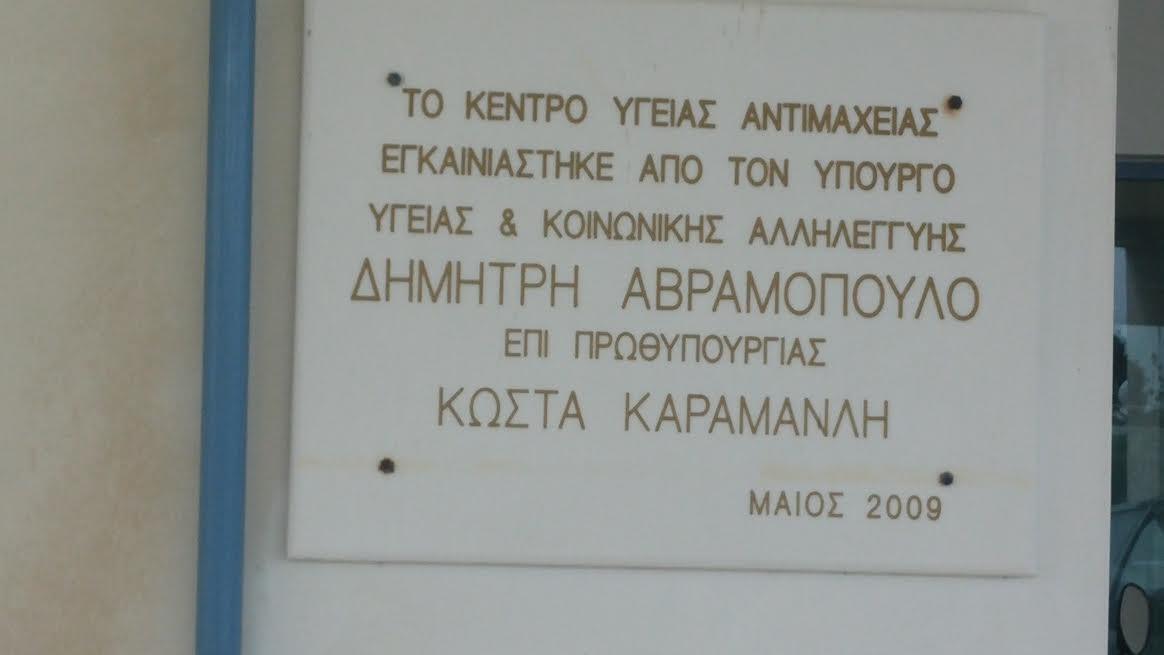 ΤΟ ΚΕΝΤΡΟ ΥΓΕΙΑΣ ΑΝΤΙΜΑΧΕΙΑΣ
ΕΓΚΑΙΝΙΑΣΤΗΚΕ ΑΠΟ ΤΟΝ ΥΠΟΥΡΓΟ
ΥΓΕΙΑΣ & ΚΟΙΝΩΝΙΚΗΣ ΑΛΛΗΛΕΓΓΥΗΣ
ΔΗΜΗΤΡΗ ΑΒΡΑΜΟΠΟΥΛΟ
ΕΠΙ ΠΡΩΘΥΠΟΥΡΓΙΑΣ
ΚΩΣΤΑ ΚΑΡΑΜΑΝΛΗ
ΜΑΙΟΣ 2009